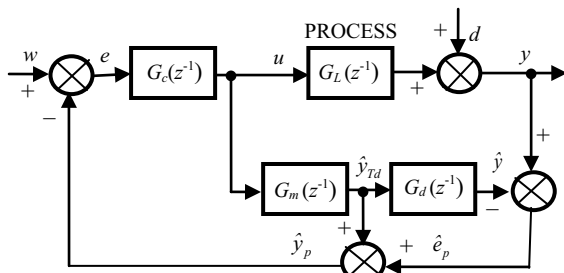 PROCESS
+ d
w e G_c(z⁻¹) u G_L(z⁻¹) y
+ +
−
+
ŷ_Td ŷ
G_m(z⁻¹) G_d(z⁻¹) −
+
ŷ_p + ê_p